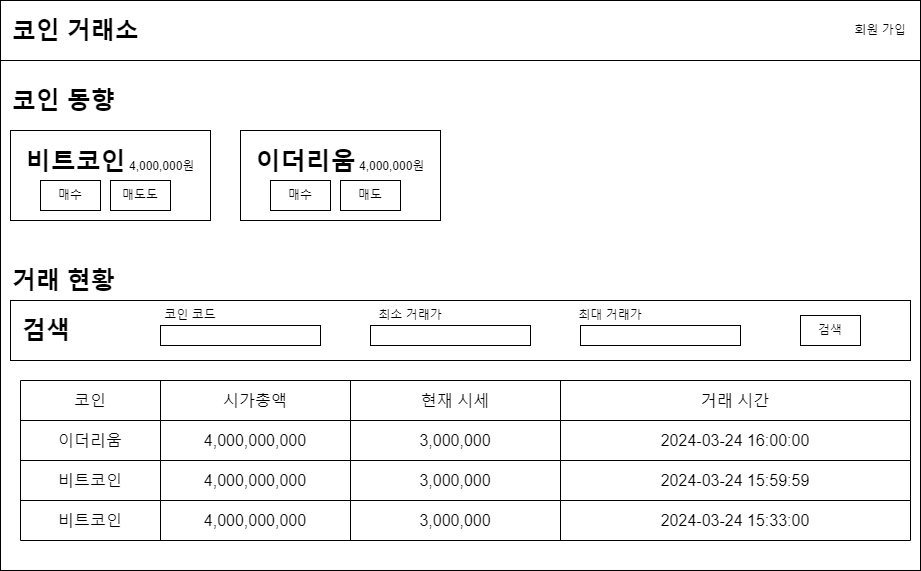 코인 거래소 회원 가입
코인 동향
비트코인 4,000,000원 이더리움 4,000,000원
매수 매도도 매수 매도
거래 현황
코인 코드 최소 거래가 최대 거래가
검색 검색
코인 시가총액 현재 시세 거래 시간
이더리움 4,000,000,000 3,000,000 2024-03-24 16:00:00
비트코인 4,000,000,000 3,000,000 2024-03-24 15:59:59
비트코인 4,000,000,000 3,000,000 2024-03-24 15:33:00